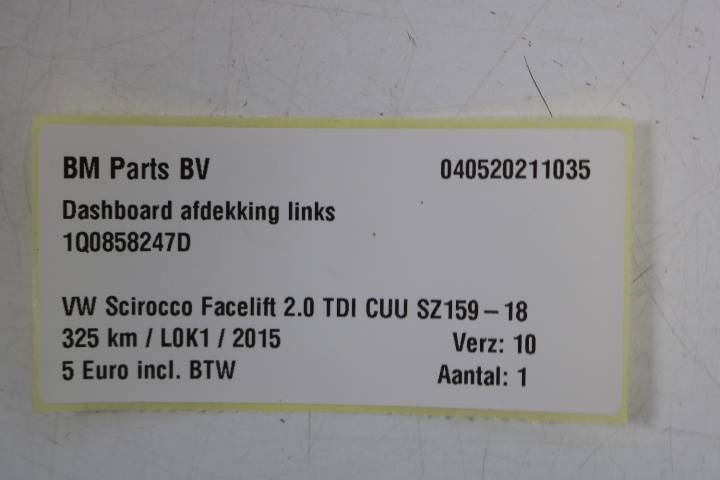 BM Parts BV 040520211035
Dashboard afdekking links
1Q0858247D
VW Scirocco Facelift 2.0 TDI CUU SZ159-18
325 km / L0K1 / 2015 Verz: 10
5 Euro incl. BTW Aantal: 1